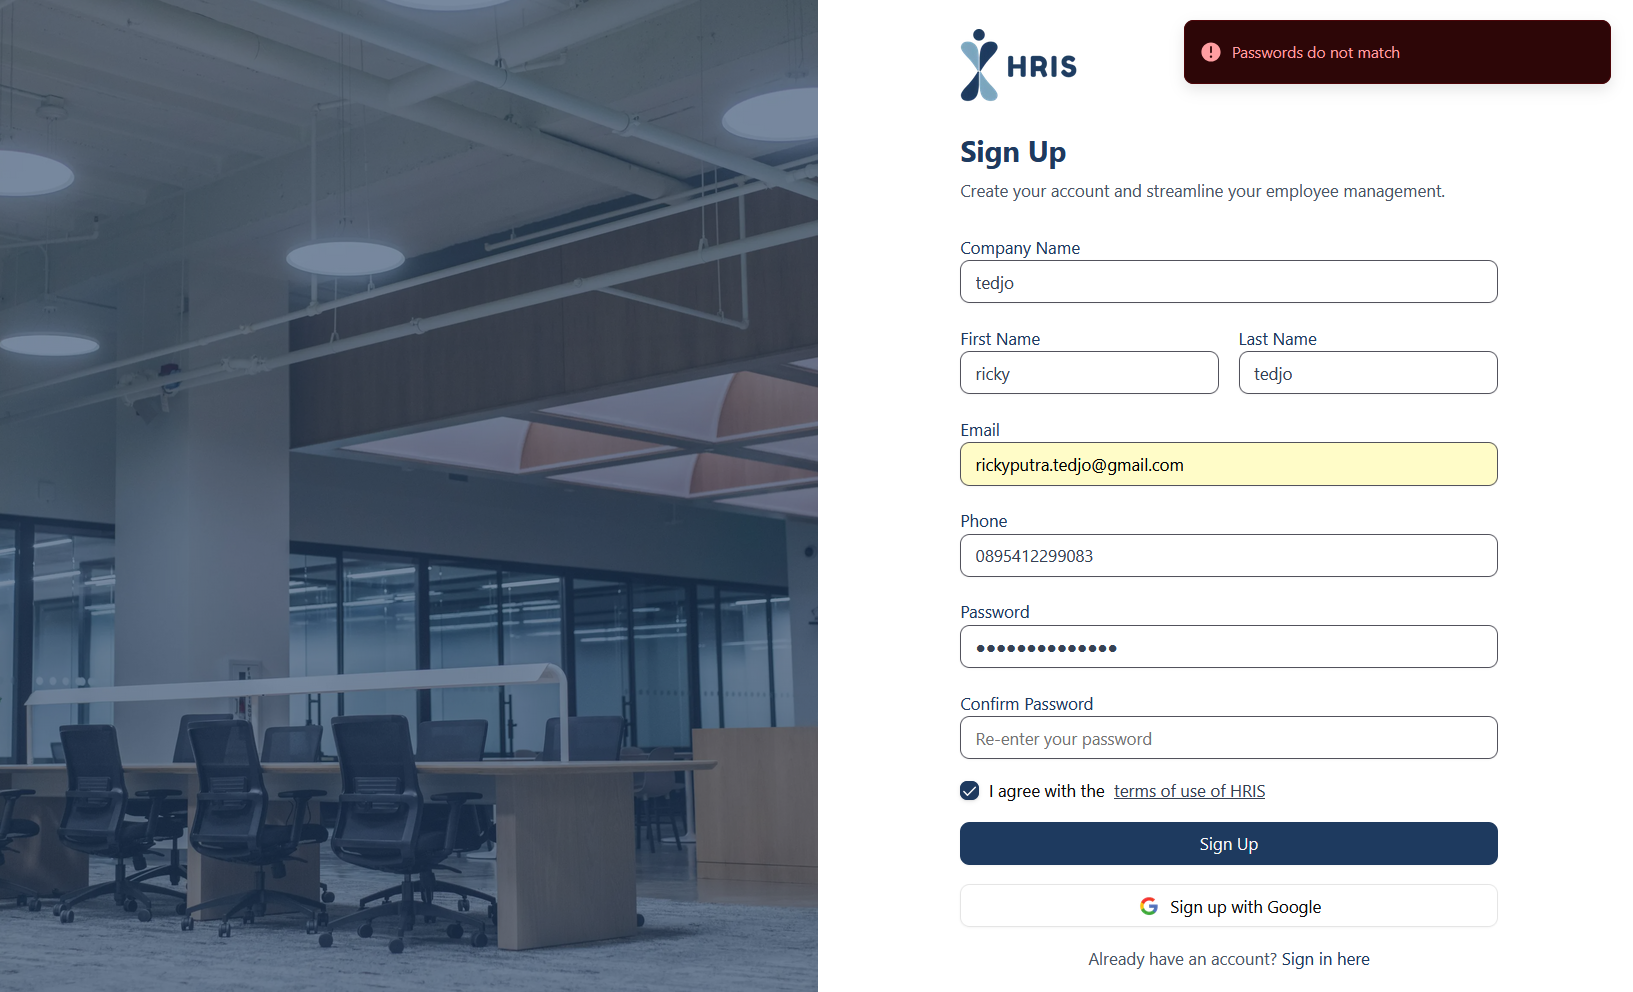 HRIS
Passwords do not match
Sign Up
Create your account and streamline your employee management.
Company Name
tedjo
First Name
Last Name
ricky
tedjo
Email
rickyputra.tedjo@gmail.com
Phone
0895412299083
Password
●●●●●●●●●●●●●●
Confirm Password
Re-enter your password
I agree with the terms of use of HRIS
Sign Up
Sign up with Google
Already have an account? Sign in here